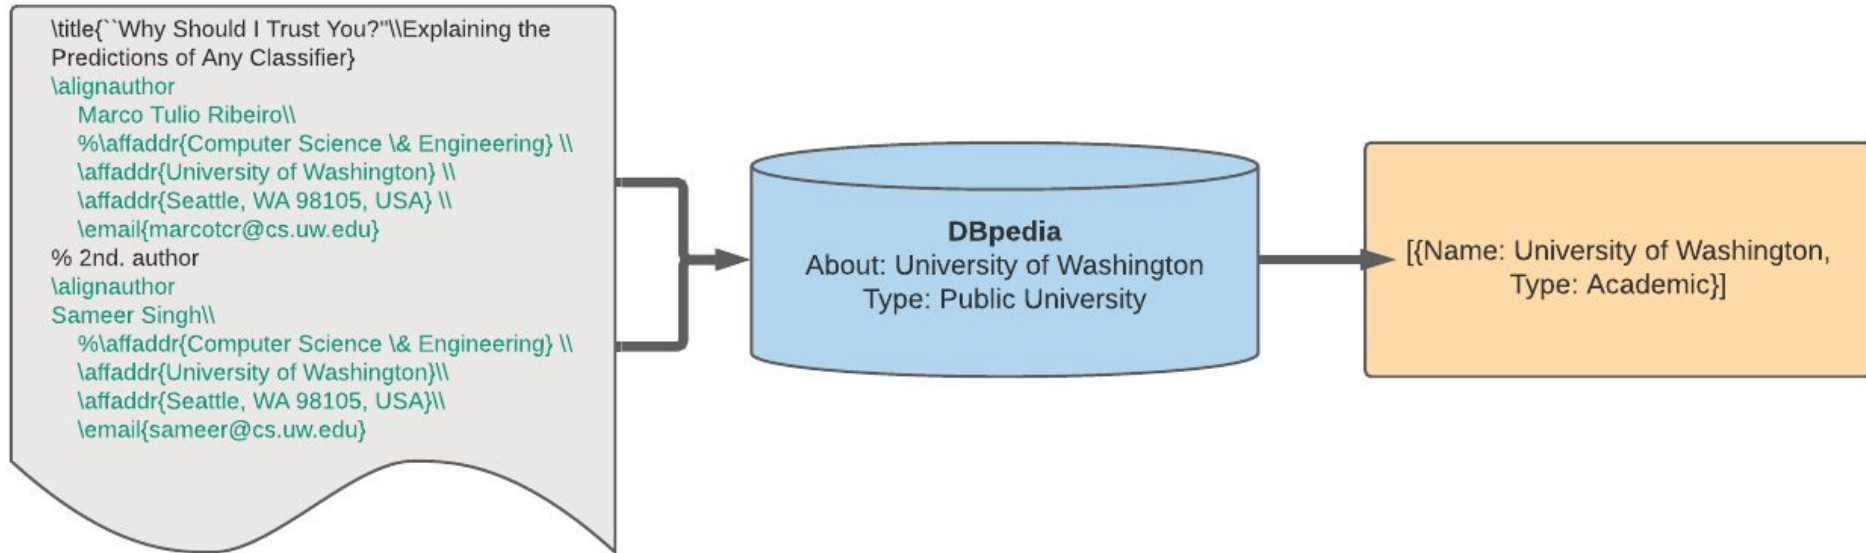 \title{``Why Should I Trust You?"\\Explaining the
Predictions of Any Classifier}
\alignauthor
Marco Tulio Ribeiro\\
%\affaddr{Computer Science \& Engineering} \\
\affaddr{University of Washington} \\
\affaddr{Seattle, WA 98105, USA} \\
\email{marcotcr@cs.uw.edu}
% 2nd. author
\alignauthor
Sameer Singh\\
%\affaddr{Computer Science \& Engineering} \\
\affaddr{University of Washington}\\
\affaddr{Seattle, WA 98105, USA}\\
\email{sameer@cs.uw.edu}
DBpedia
About: University of Washington
Type: Public University
[{Name: University of Washington,
Type: Academic}]